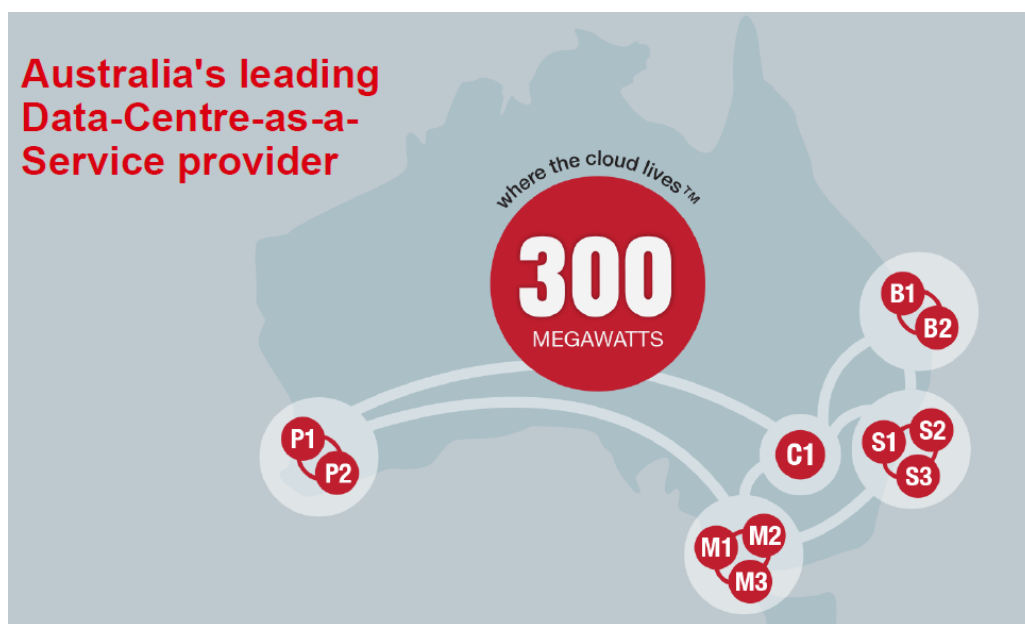 Australia's leading
Data-Centre-as-a-
Service provider
where the cloud lives™
300
MEGAWATTS
B1
B2
P1
P2
C1
S1
S2
S3
M1
M2
M3